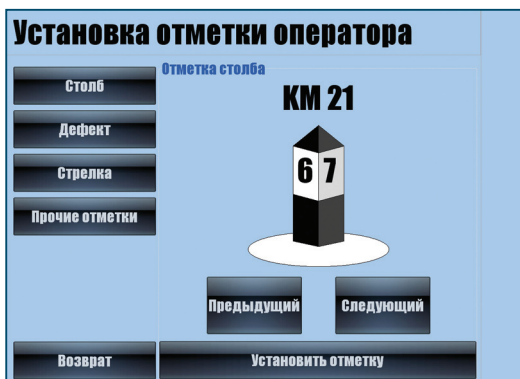 Установка отметки оператора
Столб
Дефект
Стрелка
Прочие отметки
Отметка столба
КМ 21
6 7
Предыдущий Следующий
Возврат Установить отметку